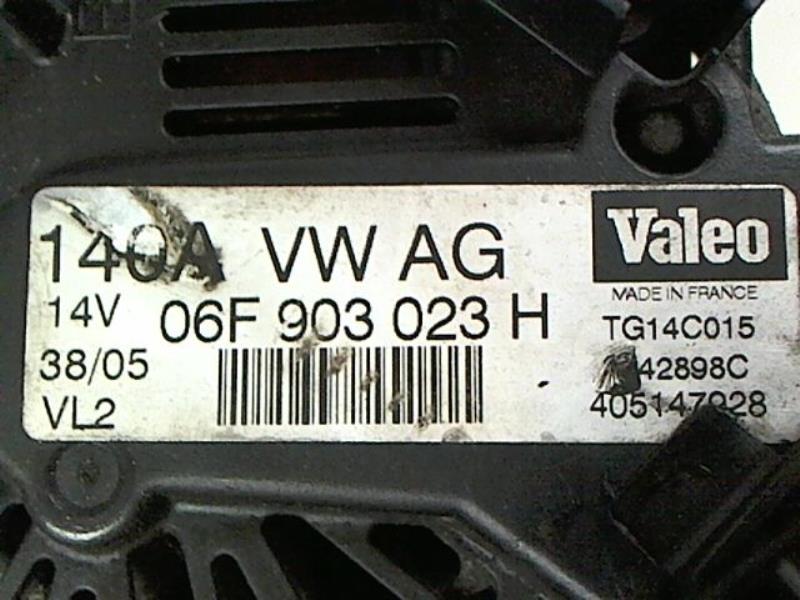 140A VW AG
14V 06F 903 023 H
38/05
VL2
Valeo
MADE IN FRANCE
TG14C015
42898C
405147928